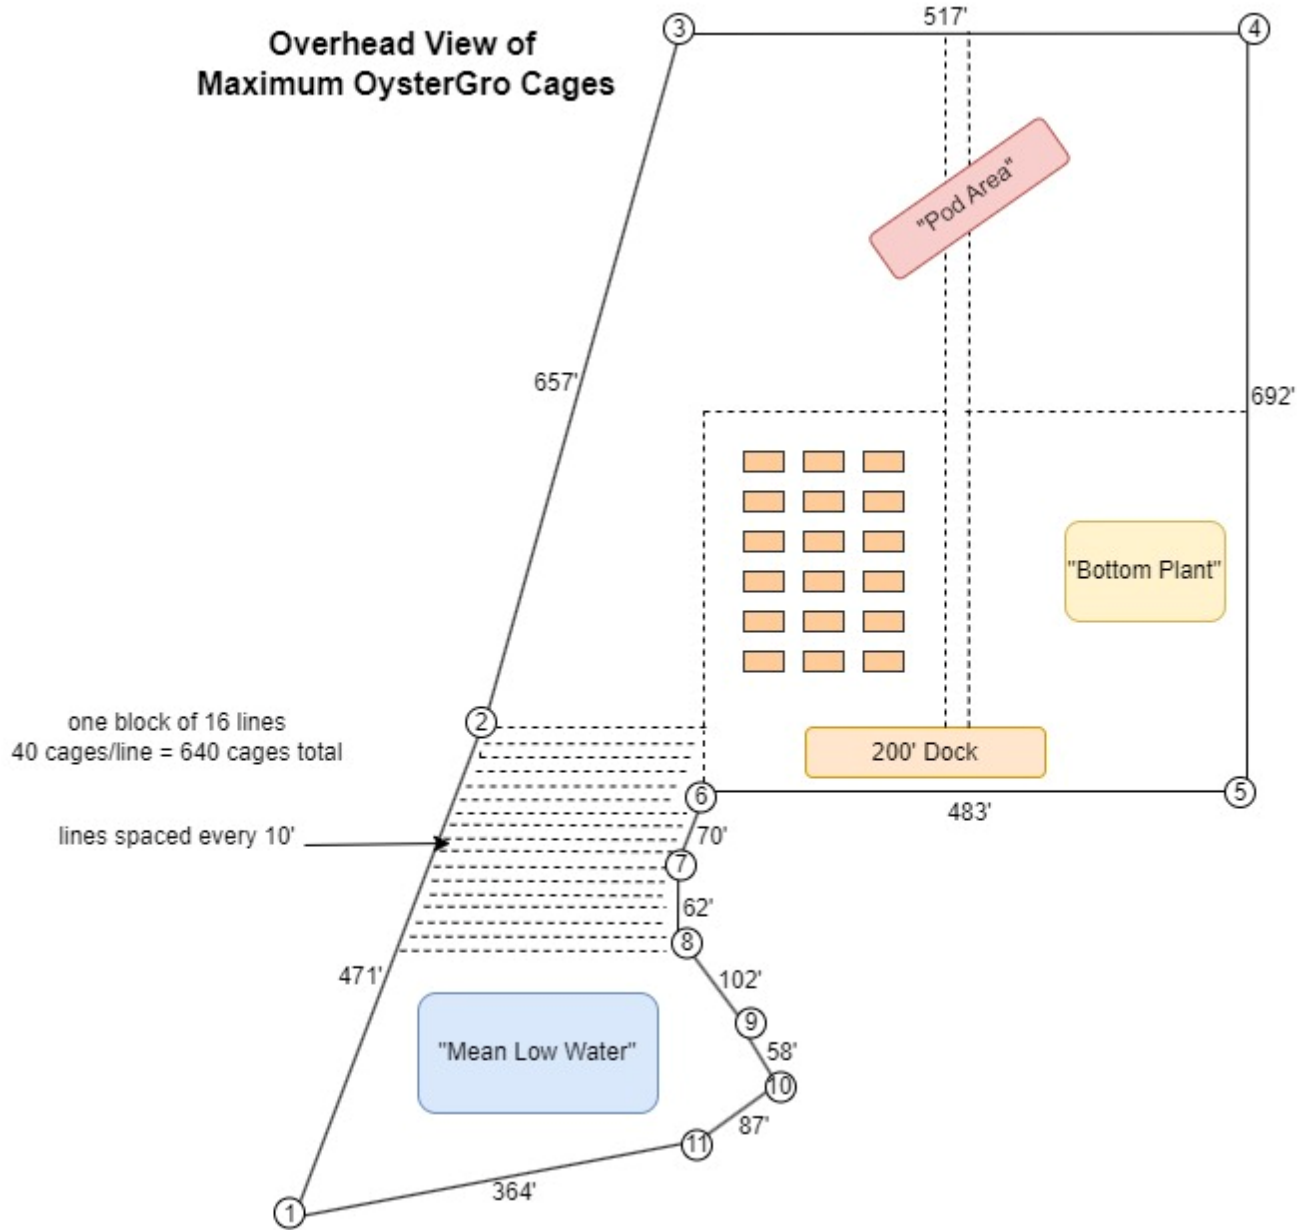 Overhead View of
Maximum OysterGro Cages
3
517'
4
"Pod Area"
657'
692'
"Bottom Plant"
one block of 16 lines
40 cages/line = 640 cages total
2
200' Dock
6
5
483'
lines spaced every 10'
70'
7
62'
8
471'
102'
9
"Mean Low Water"
58'
10
87'
11
364'
1